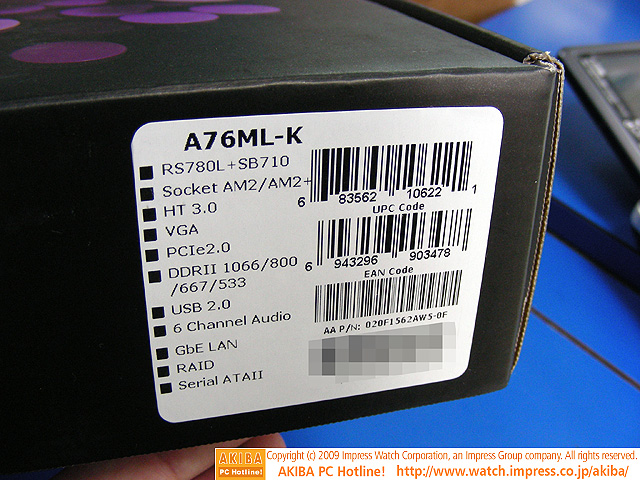 A76ML-K
RS780L+SB710
Socket AM2/AM2+
HT 3.0
VGA
PCIe2.0
DDRII 1066/800
/667/533
USB 2.0
6 Channel Audio
GbE LAN
RAID
Serial ATAII
6 83562 10622 1
UPC Code
6 943296 903478
EAN Code
AA P/N: 020F1562AW5-0F
AKIBA
PC Hotline!
Copyright (c) 2009 Impress Watch Corporation, an Impress Group company. All rights reserved.
AKIBA PC Hotline! http://www.watch.impress.co.jp/akiba/